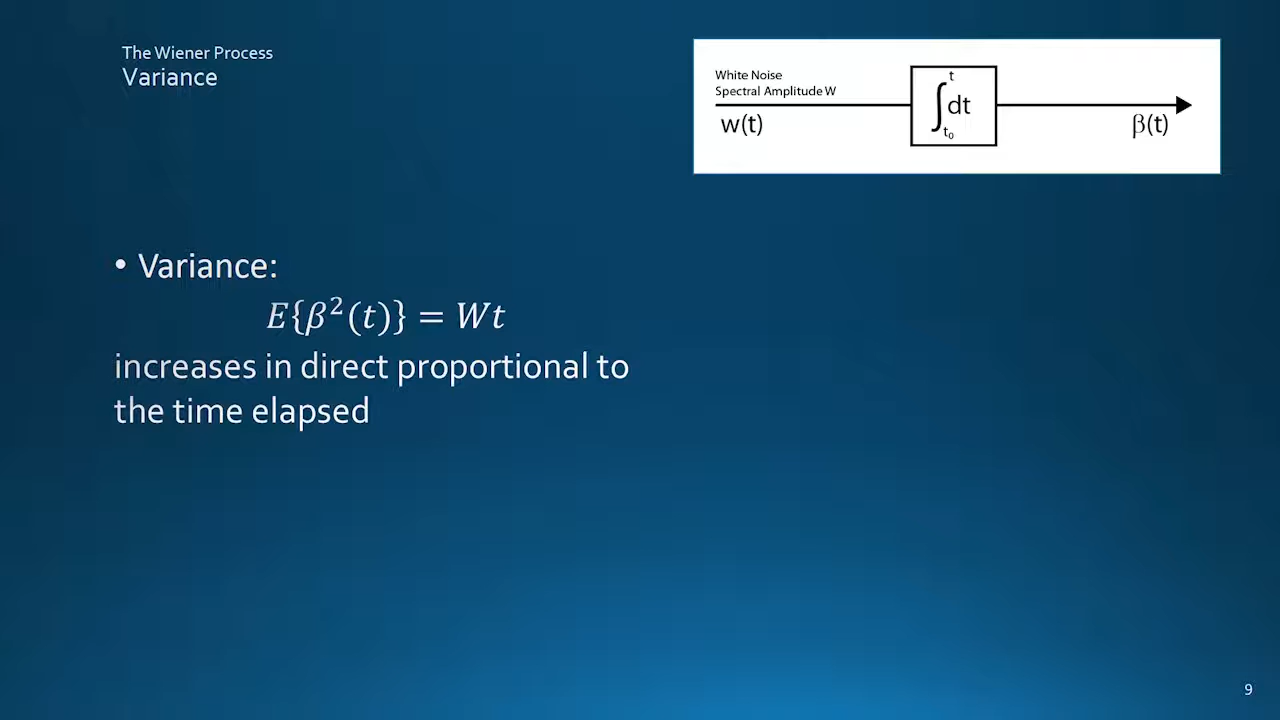 The Wiener Process
Variance
White Noise
Spectral Amplitude W
w(t)
∫ t t₀ dt
β(t)
• Variance:
E{β²(t)} = Wt
increases in direct proportional to
the time elapsed
9